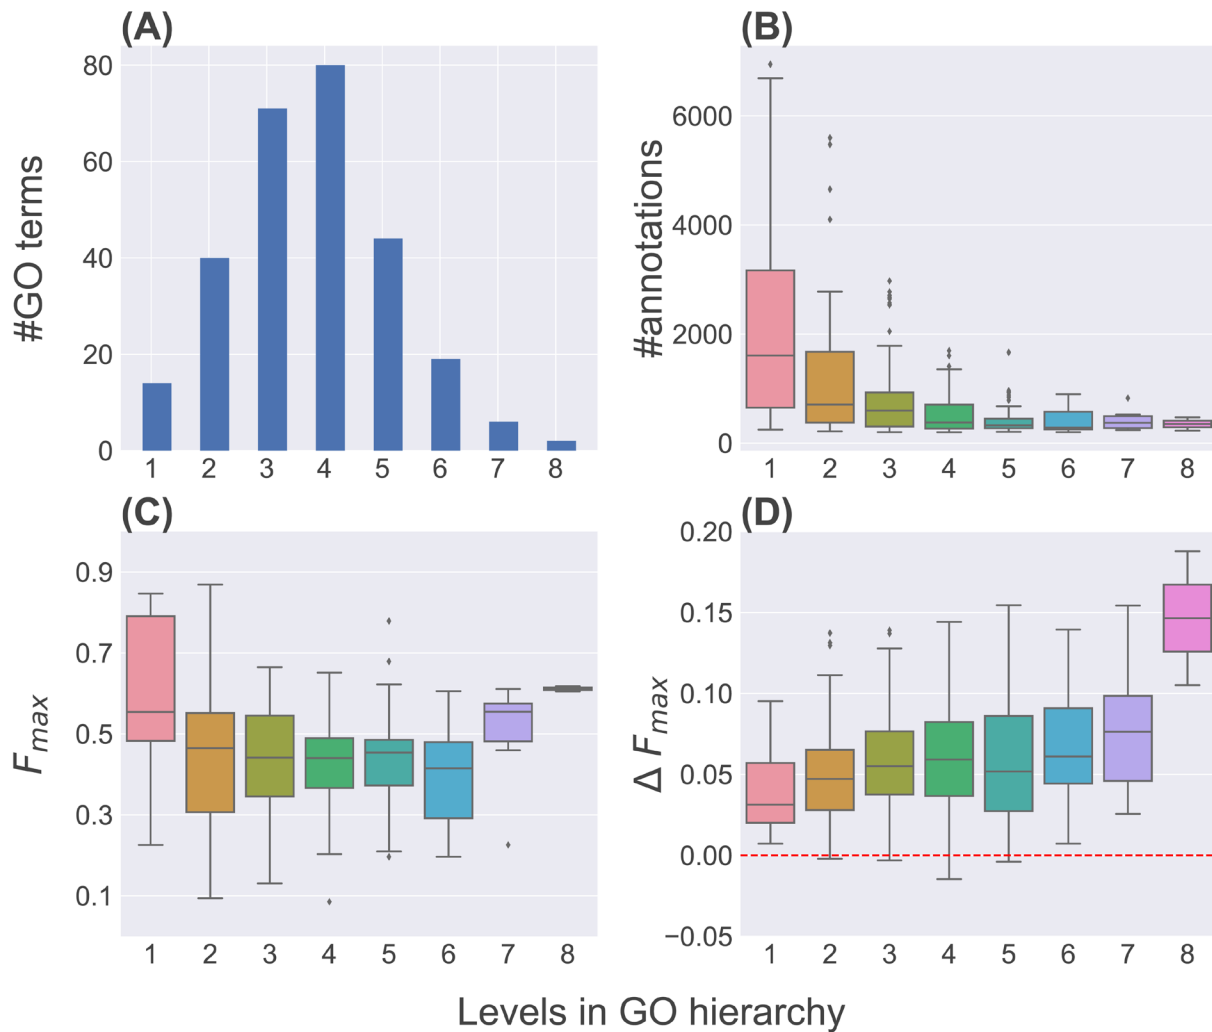 (A)
80
60
40
20
0
#GO terms
1 2 3 4 5 6 7 8
(B)
6000
4000
2000
0
#annotations
1 2 3 4 5 6 7 8
(C)
0.9
0.7
0.5
0.3
0.1
F_max
1 2 3 4 5 6 7 8
(D)
0.20
0.15
0.10
0.05
0.00
−0.05
Δ F_max
1 2 3 4 5 6 7 8
Levels in GO hierarchy